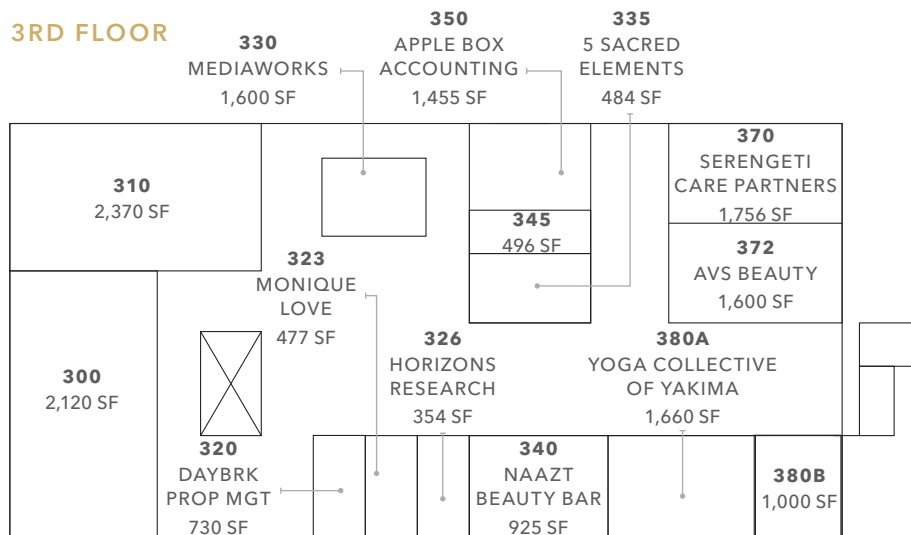 3RD FLOOR
330
MEDIAWORKS
1,600 SF
350
APPLE BOX
ACCOUNTING
1,455 SF
335
5 SACRED
ELEMENTS
484 SF
310
2,370 SF
370
SERENGETI
CARE PARTNERS
1,756 SF
345
496 SF
372
AVS BEAUTY
1,600 SF
323
MONIQUE
LOVE
477 SF
300
2,120 SF
326
HORIZONS
RESEARCH
354 SF
380A
YOGA COLLECTIVE
OF YAKIMA
1,660 SF
320
DAYBRK
PROP MGT
730 SF
340
NAAZT
BEAUTY BAR
925 SF
380B
1,000 SF